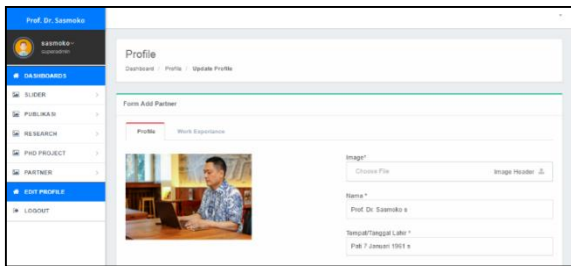 Prof. Dr. Sasmoko
sasmoko
superadmin
DASHBOARDS
SLIDER
PUBLIKASI
RESEARCH
PHD PROJECT
PARTNER
EDIT PROFILE
LOGOUT
Profile
Dashboard / Profile / Update Profile
Form Add Partner
Profile Work Experience
Image*
Choose File Image Header
Nama *
Prof. Dr. Sasmoko s
Tempat/Tanggal Lahir *
Pati 7 Januari 1961 s